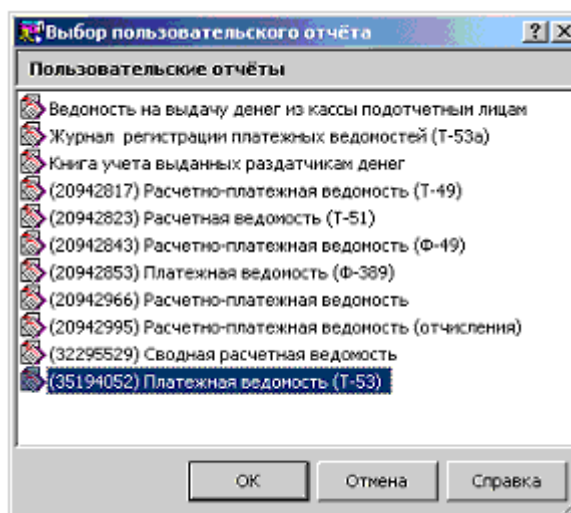 Выбор пользовательского отчёта
Пользовательские отчёты
Ведомость на выдачу денег из кассы подотчетным лицам
Журнал регистрации платежных ведомостей (Т-53а)
Книга учета выданных раздатчикам денег
(20942817) Расчетно-платежная ведомость (Т-49)
(20942823) Расчетная ведомость (Т-51)
(20942843) Расчетно-платежная ведомость (Ф-49)
(20942853) Платежная ведомость (Ф-389)
(20942966) Расчетно-платежная ведомость
(20942995) Расчетно-платежная ведомость (отчисления)
(32295529) Сводная расчетная ведомость
(35194052) Платежная ведомость (Т-53)
ОК Отмена Справка